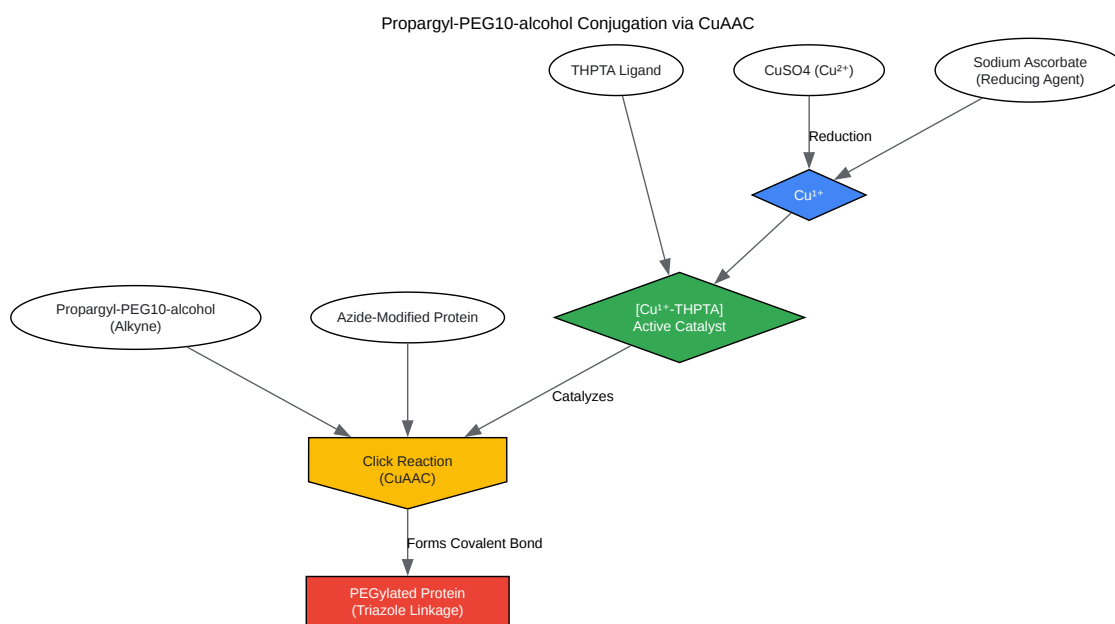 Propargyl-PEG10-alcohol Conjugation via CuAAC
THPTA Ligand
CuSO4 (Cu²⁺)
Sodium Ascorbate
(Reducing Agent)
Reduction
Cu¹⁺
Propargyl-PEG10-alcohol
(Alkyne)
Azide-Modified Protein
[Cu¹⁺-THPTA]
Active Catalyst
Catalyzes
Click Reaction
(CuAAC)
Forms Covalent Bond
PEGylated Protein
(Triazole Linkage)